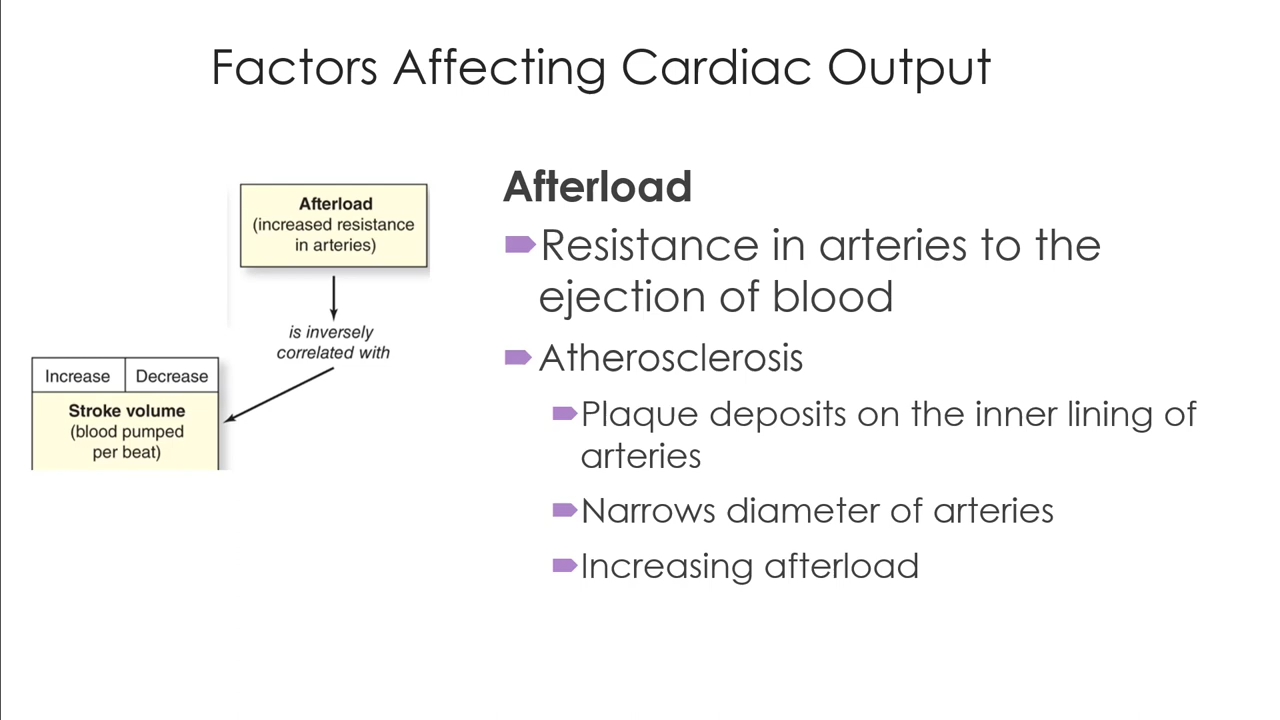 Factors Affecting Cardiac Output
Afterload
(increased resistance
in arteries)
is inversely
correlated with
Increase Decrease
Stroke volume
(blood pumped
per beat)
Afterload
Resistance in arteries to the
ejection of blood
Atherosclerosis
Plaque deposits on the inner lining of
arteries
Narrows diameter of arteries
Increasing afterload